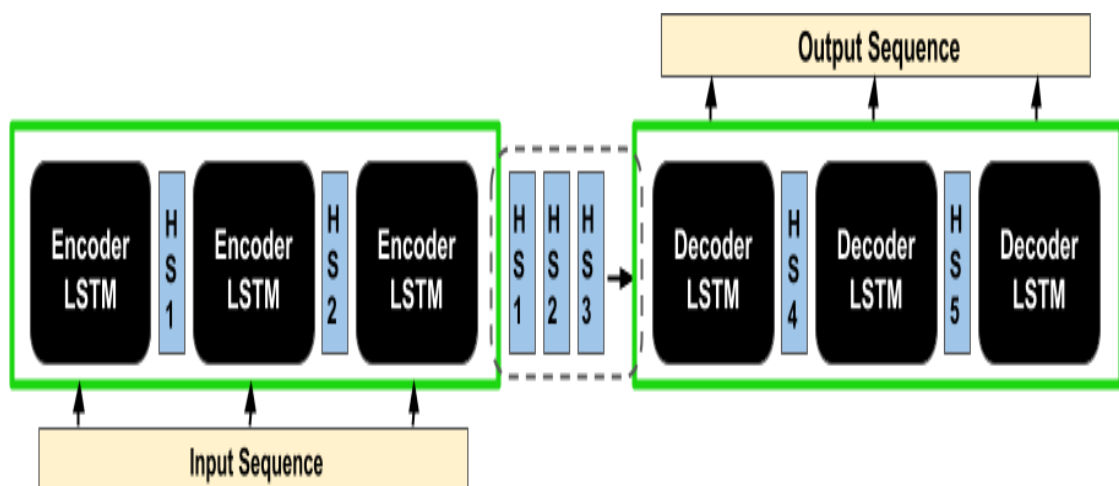 Output Sequence
Encoder
LSTM
H
S
1
Encoder
LSTM
H
S
2
Encoder
LSTM
H
S
1
H
S
2
H
S
3
Decoder
LSTM
H
S
4
Decoder
LSTM
H
S
5
Decoder
LSTM
Input Sequence